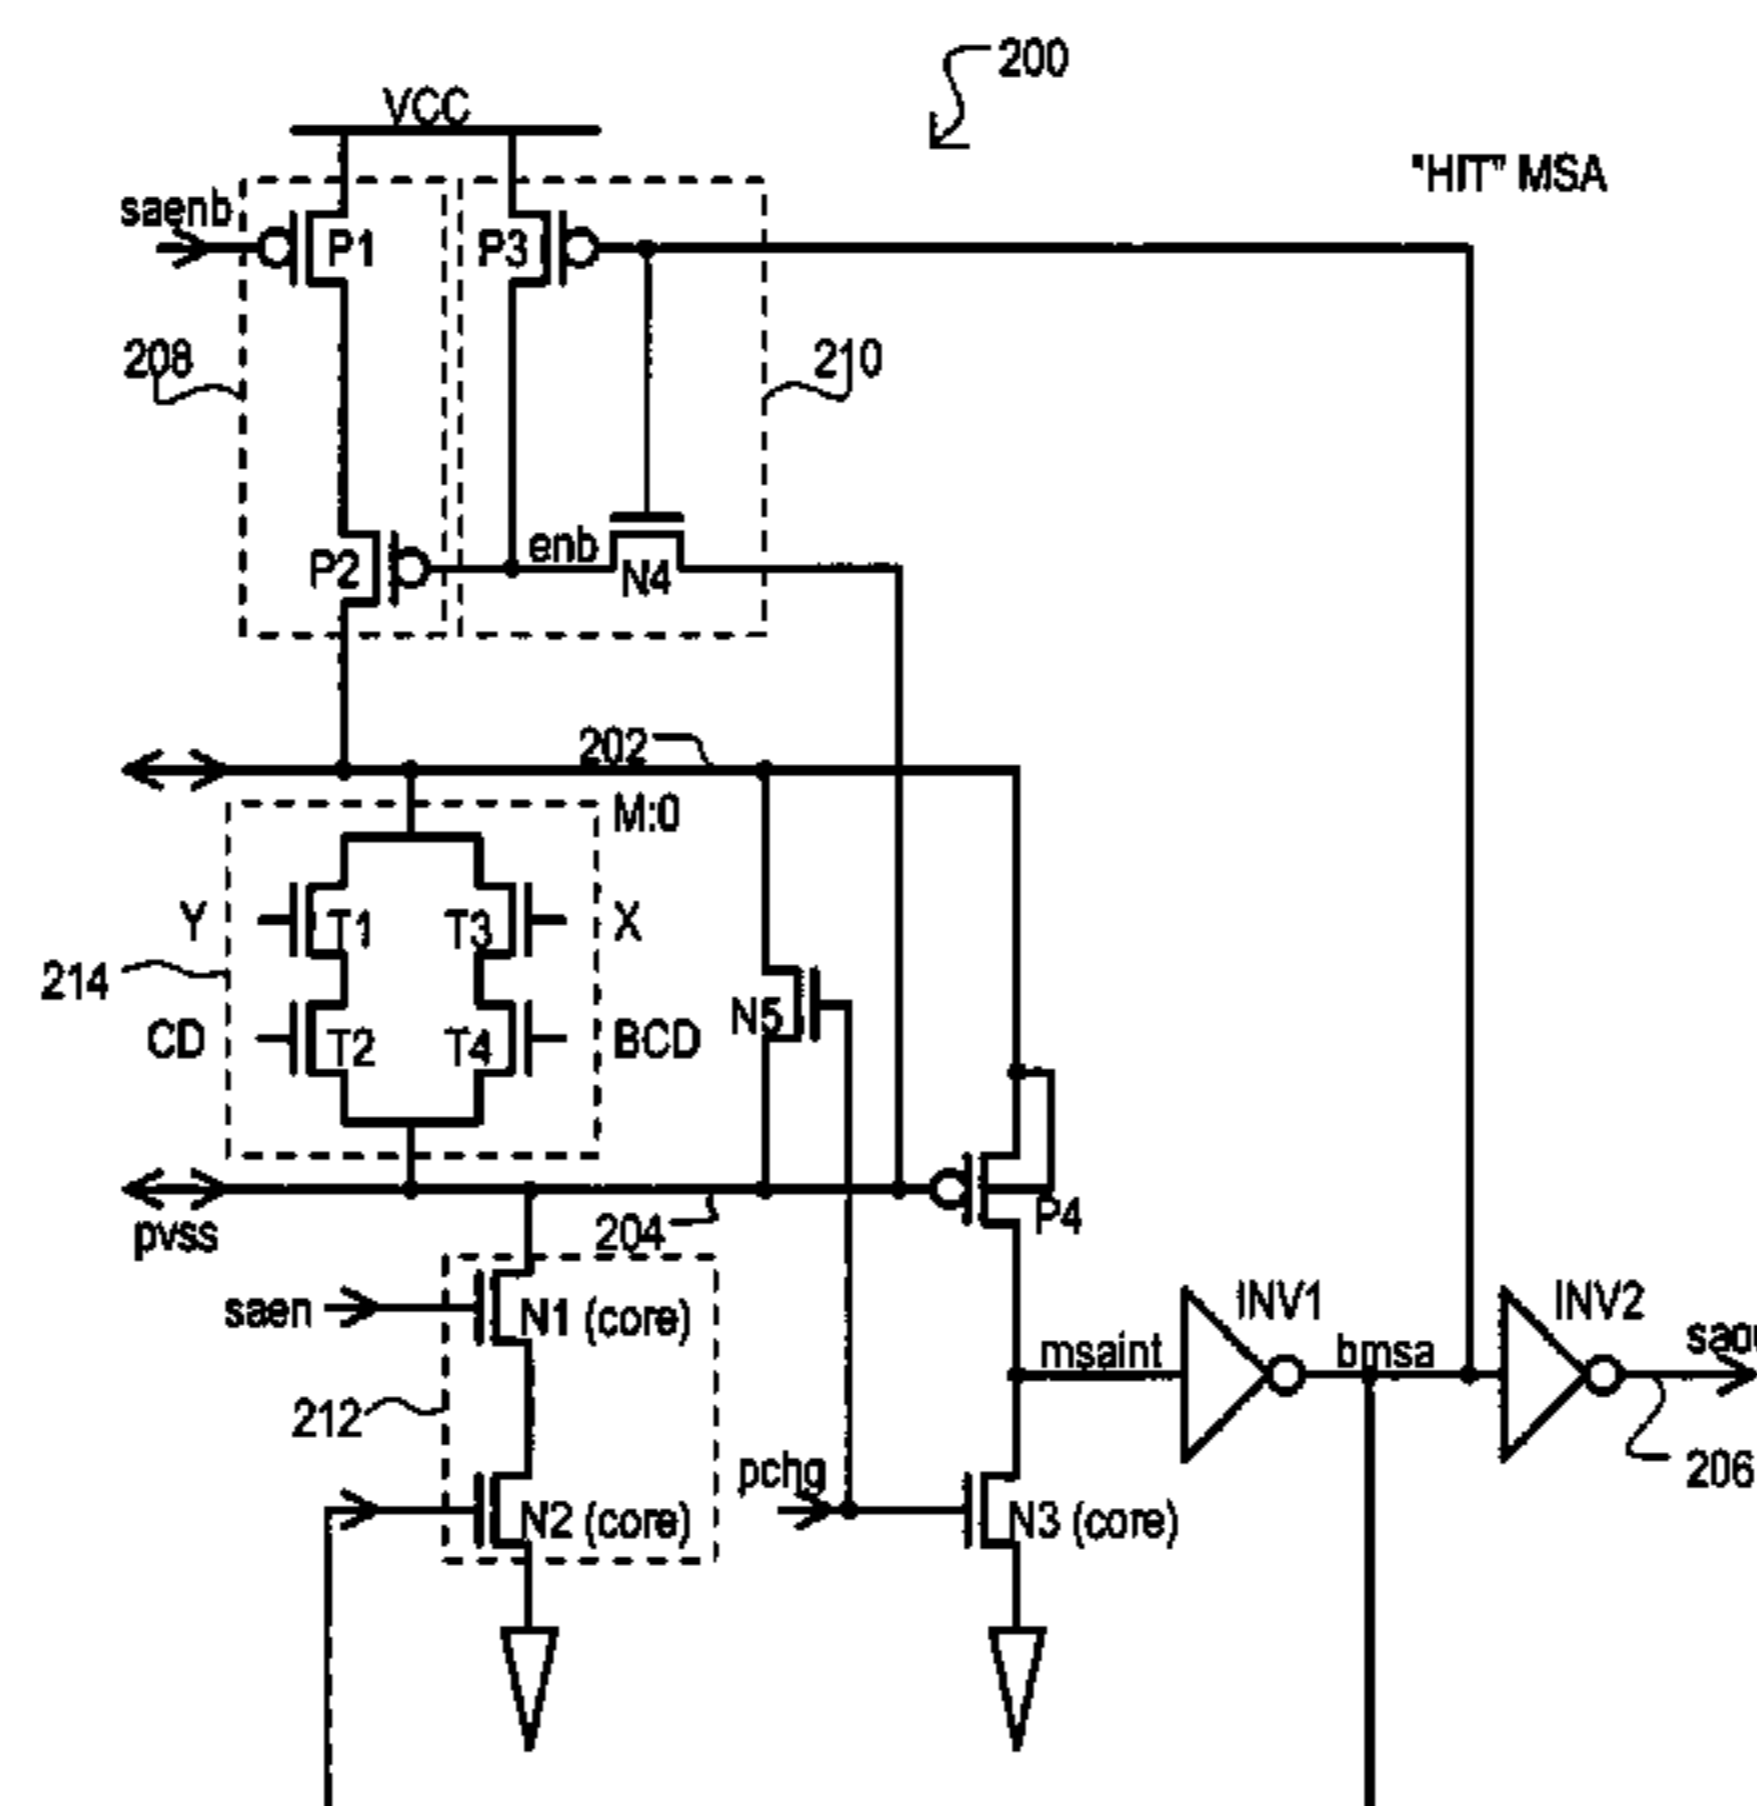 200
VCC
"HIT" MSA
saenb
P1
P3
208
210
enb
P2
N4
202
M:0
Y
T1
T3
X
214
N5
CD
T2
T4
BCD
pvss
204
P4
saen
N1 (core)
INV1
INV2
msaint
bmsa
212
pchg
206
N2 (core)
N3 (core)